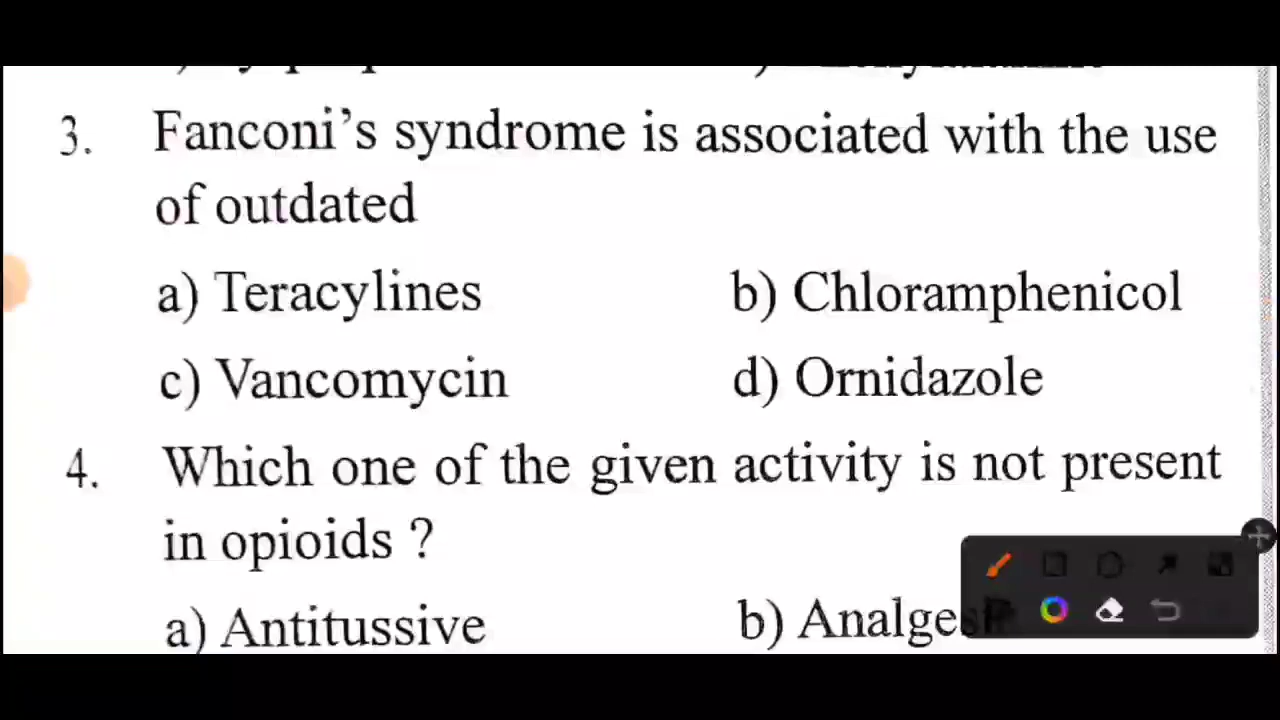 3. Fanconi's syndrome is associated with the use
of outdated
a) Teracylines b) Chloramphenicol
c) Vancomycin d) Ornidazole
4. Which one of the given activity is not present
in opioids ?
a) Antitussive b)